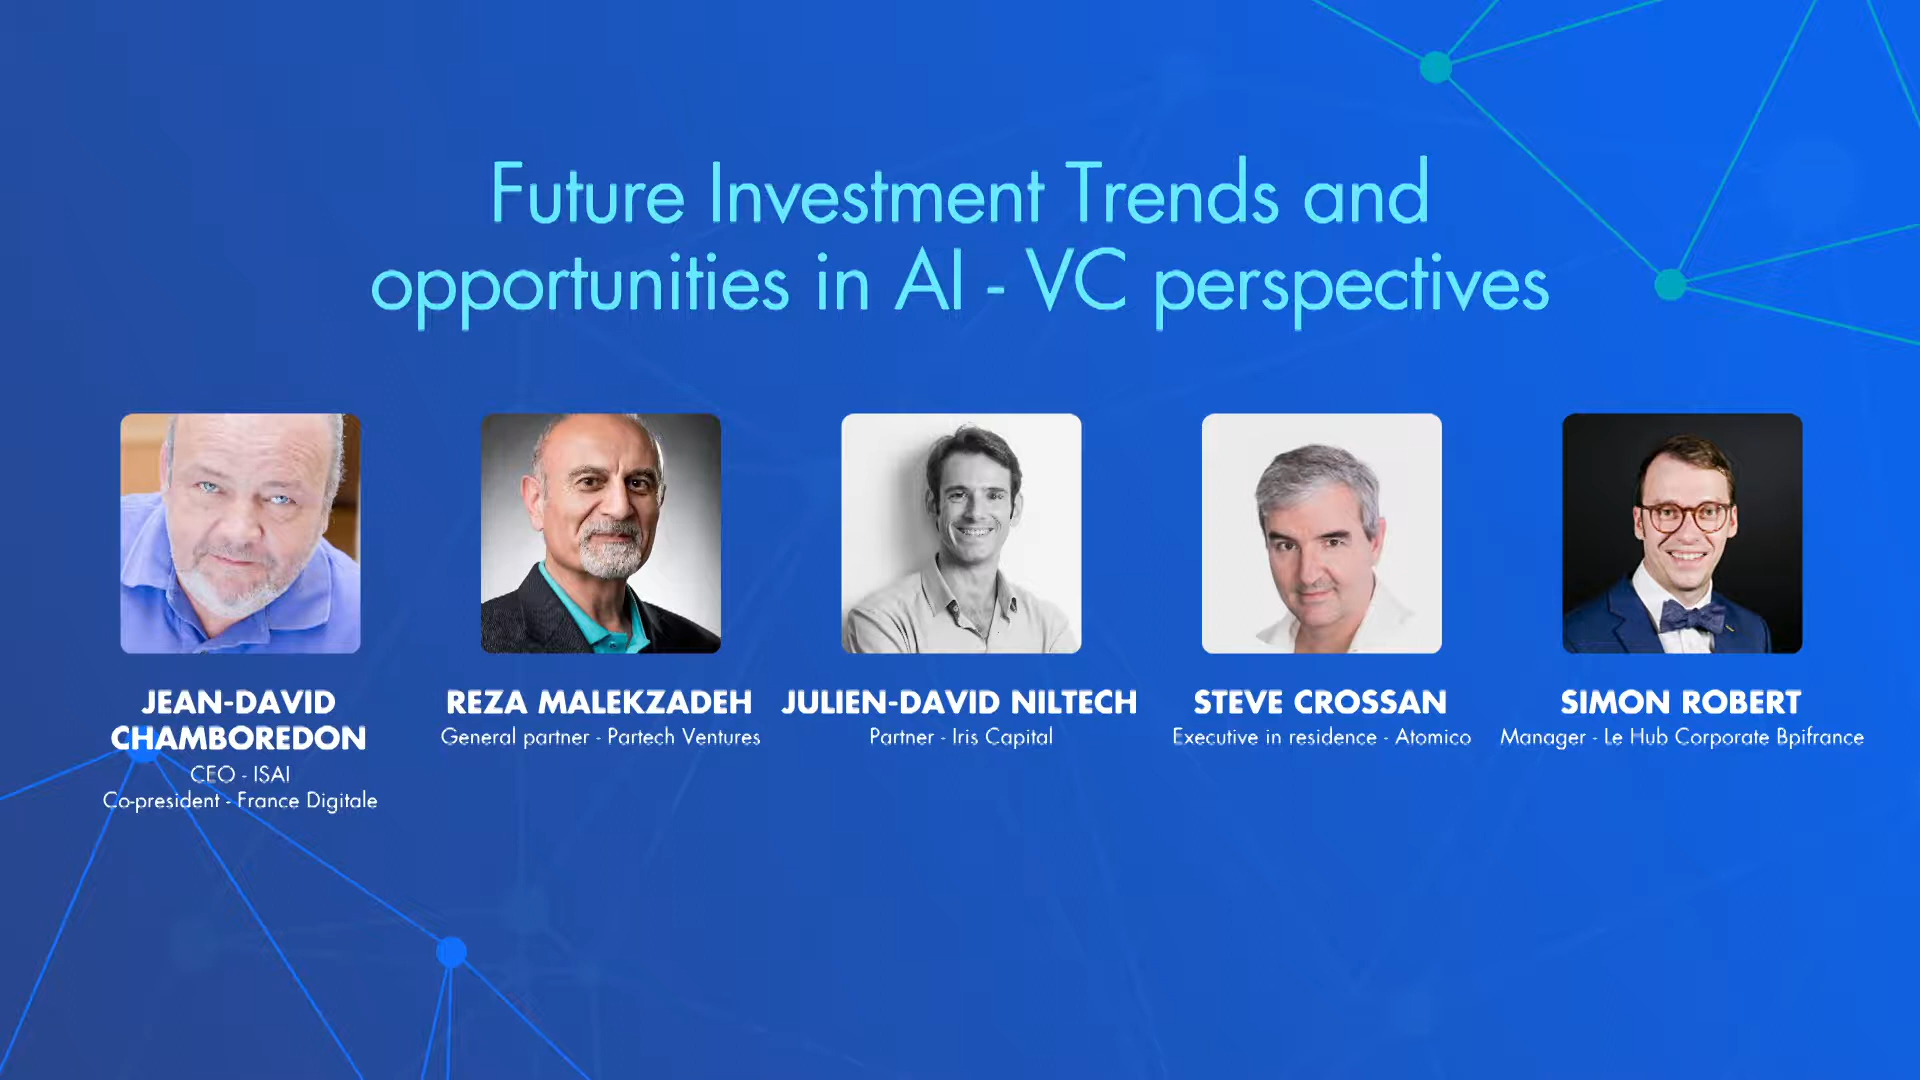 Future Investment Trends and
opportunities in AI - VC perspectives
JEAN-DAVID
CHAMBOREDON
CEO - ISAI
Co-president - France Digitale
REZA MALEKZADEH
General partner - Partech Ventures
JULIEN-DAVID NILTECH
Partner - Iris Capital
STEVE CROSSAN
Executive in residence - Atomico
SIMON ROBERT
Manager - Le Hub Corporate Bpifrance